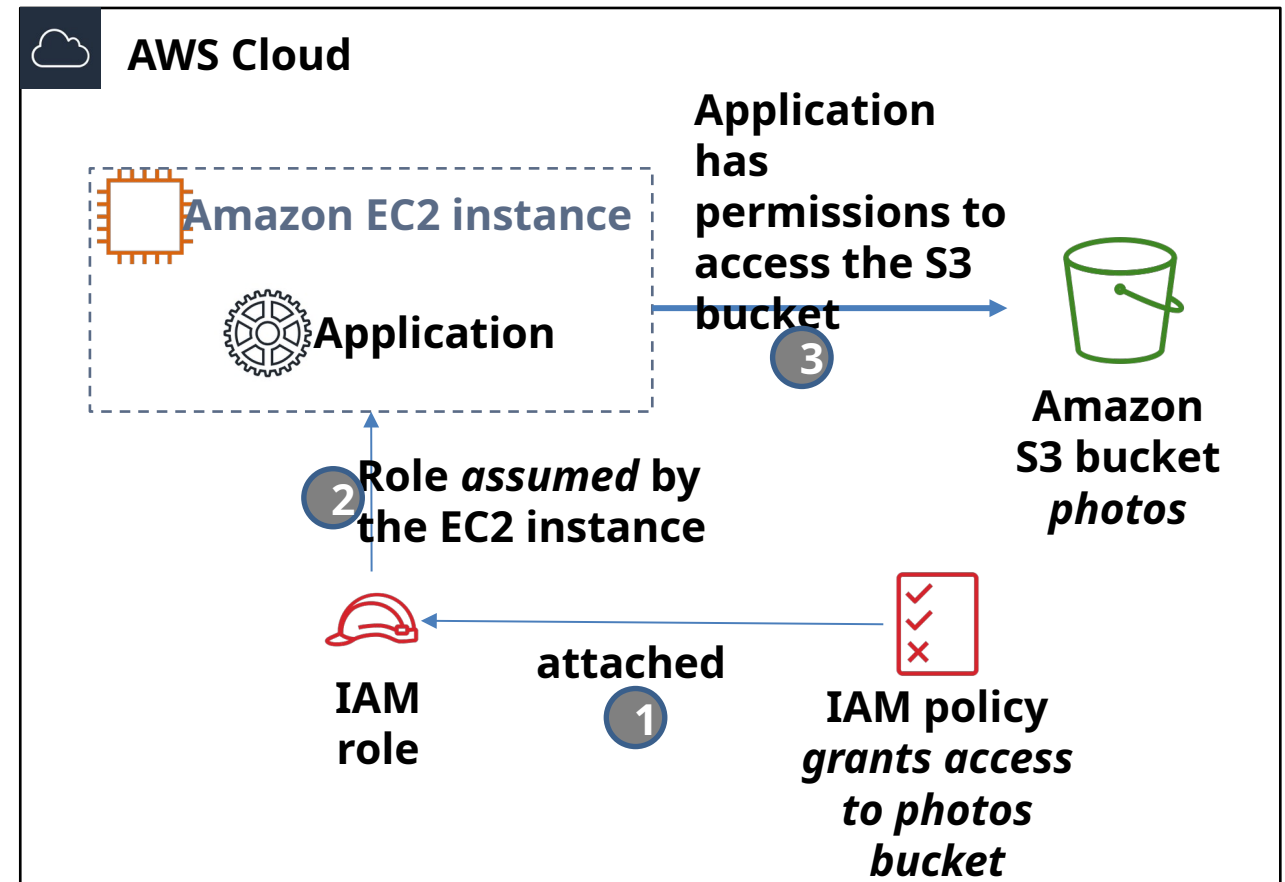 AWS Cloud
Application
has
permissions to
access the S3
bucket
3
Amazon EC2 instance
Application
Amazon
S3 bucket
photos
2
Role assumed by
the EC2 instance
attached
1
IAM
role
IAM policy
grants access
to photos
bucket